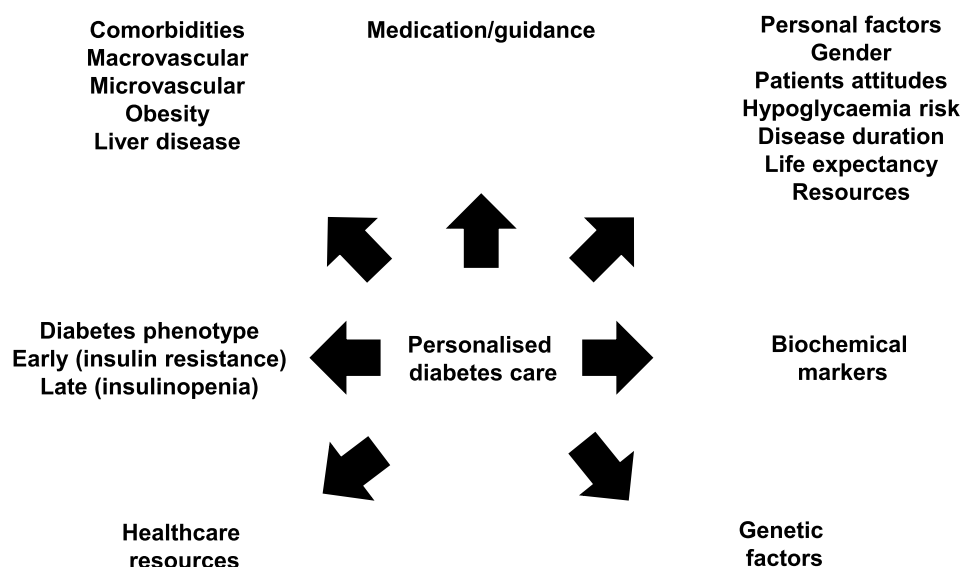 Comorbidities
Macrovascular
Microvascular
Obesity
Liver disease
Medication/guidance
Personal factors
Gender
Patients attitudes
Hypoglycaemia risk
Disease duration
Life expectancy
Resources
Diabetes phenotype
Early (insulin resistance)
Late (insulinopenia)
Personalised
diabetes care
Biochemical
markers
Healthcare
resources
Genetic
factors